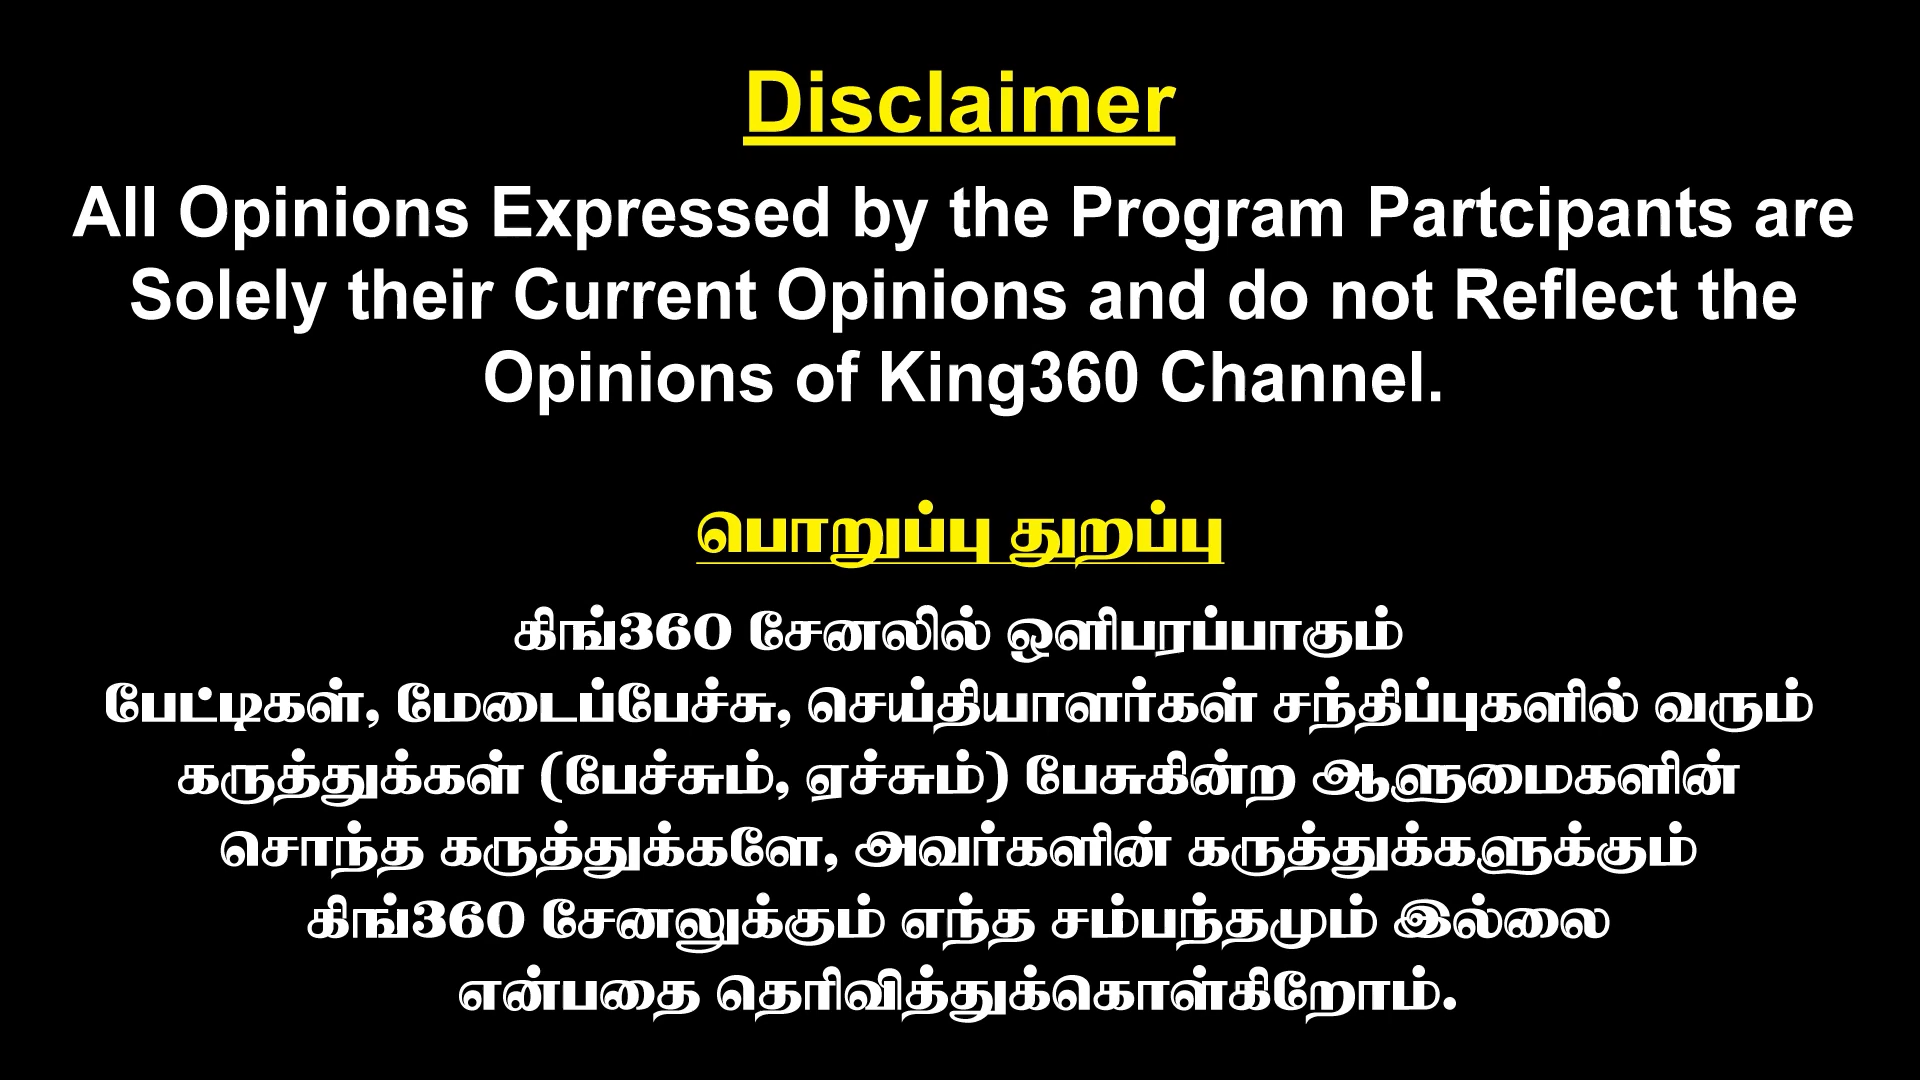 Disclaimer
All Opinions Expressed by the Program Partcipants are
Solely their Current Opinions and do not Reflect the
Opinions of King360 Channel.
பொறுப்பு துறப்பு
கிங்360 சேனலில் ஒளிபரப்பாகும்
பேட்டிகள், மேடைப்பேச்சு, செய்தியாளர்கள் சந்திப்புகளில் வரும்
கருத்துக்கள் (பேச்சும், ஏச்சும்) பேசுகின்ற ஆளுமைகளின்
சொந்த கருத்துக்களே, அவர்களின் கருத்துக்களுக்கும்
கிங்360 சேனலுக்கும் எந்த சம்பந்தமும் இல்லை
என்பதை தெரிவித்துக்கொள்கிறோம்.